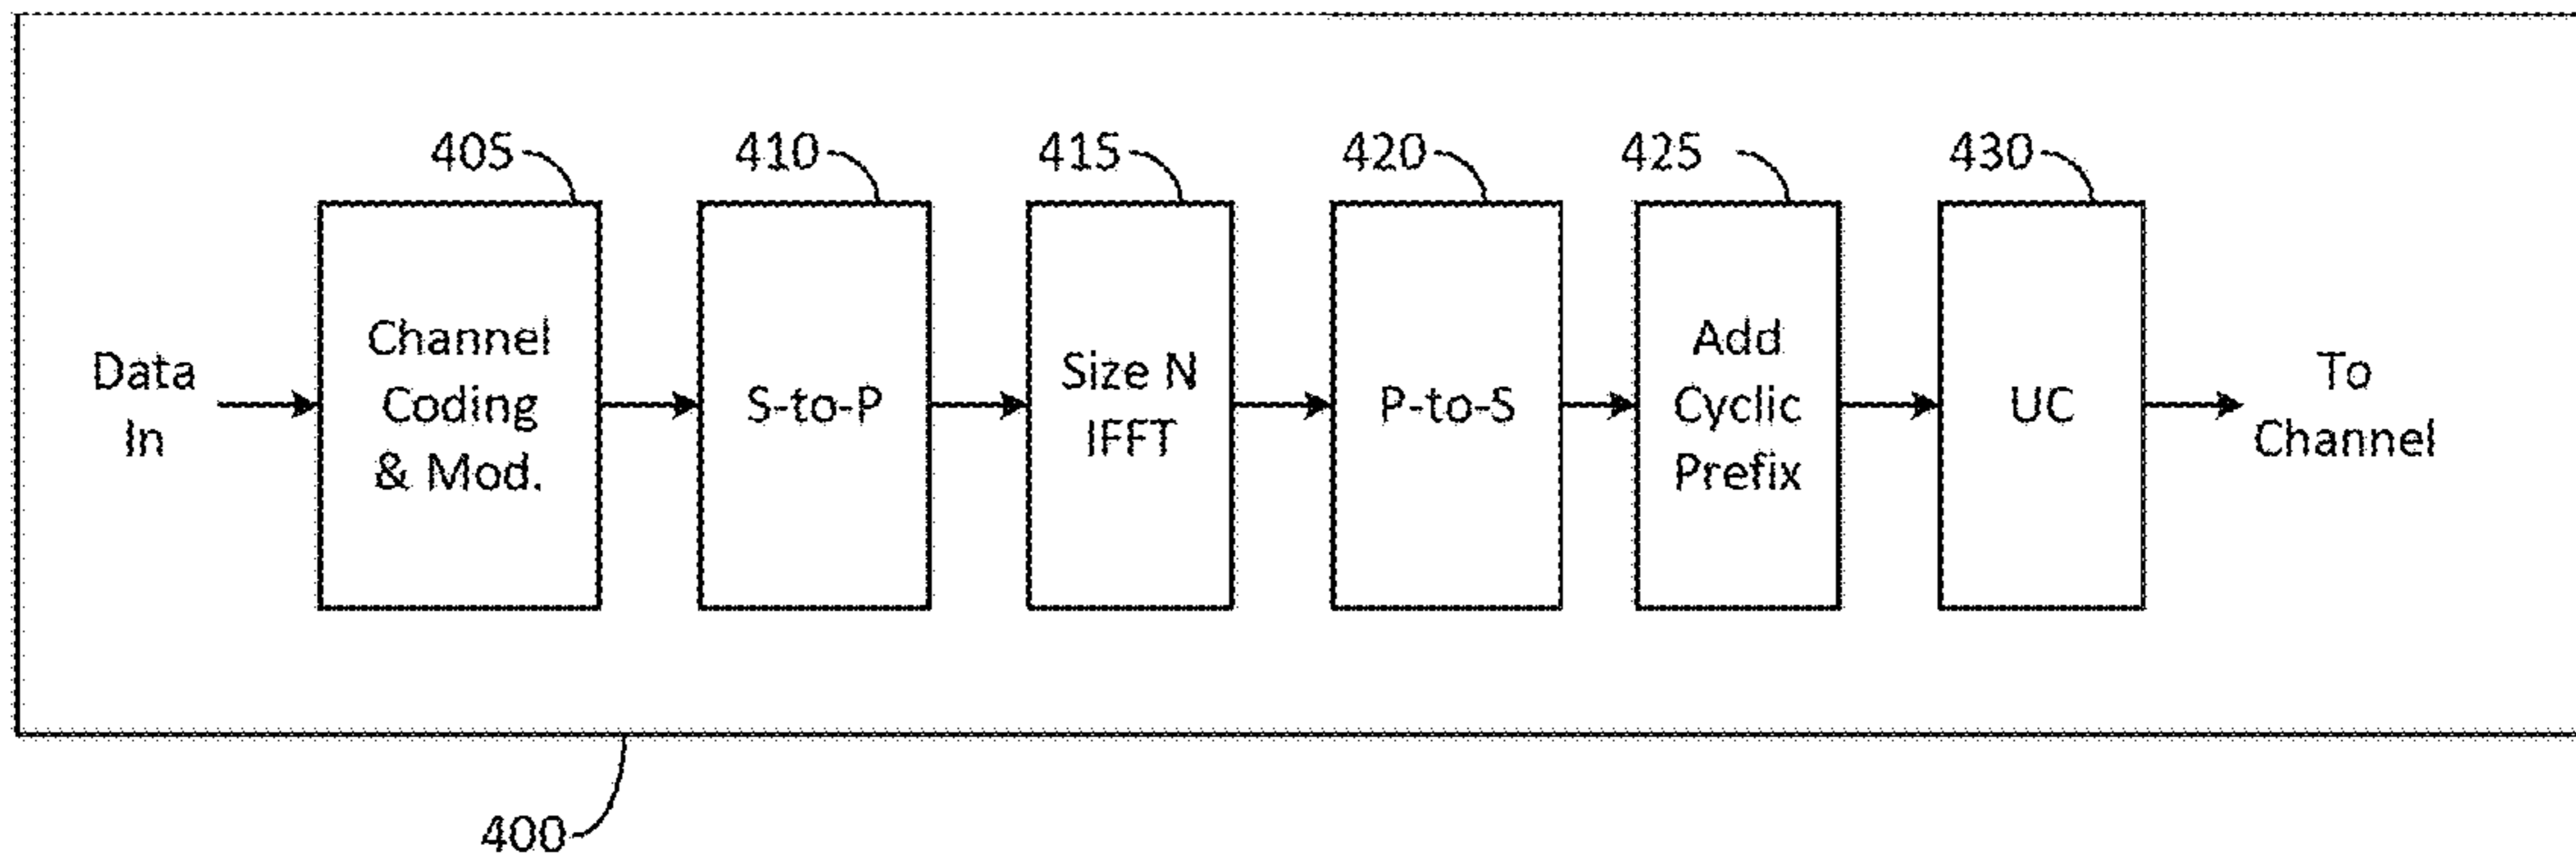 405
410
415
420
425
430
Data
In
Channel
Coding
& Mod.
S-to-P
Size N
IFFT
P-to-S
Add
Cyclic
Prefix
UC
To
Channel
400